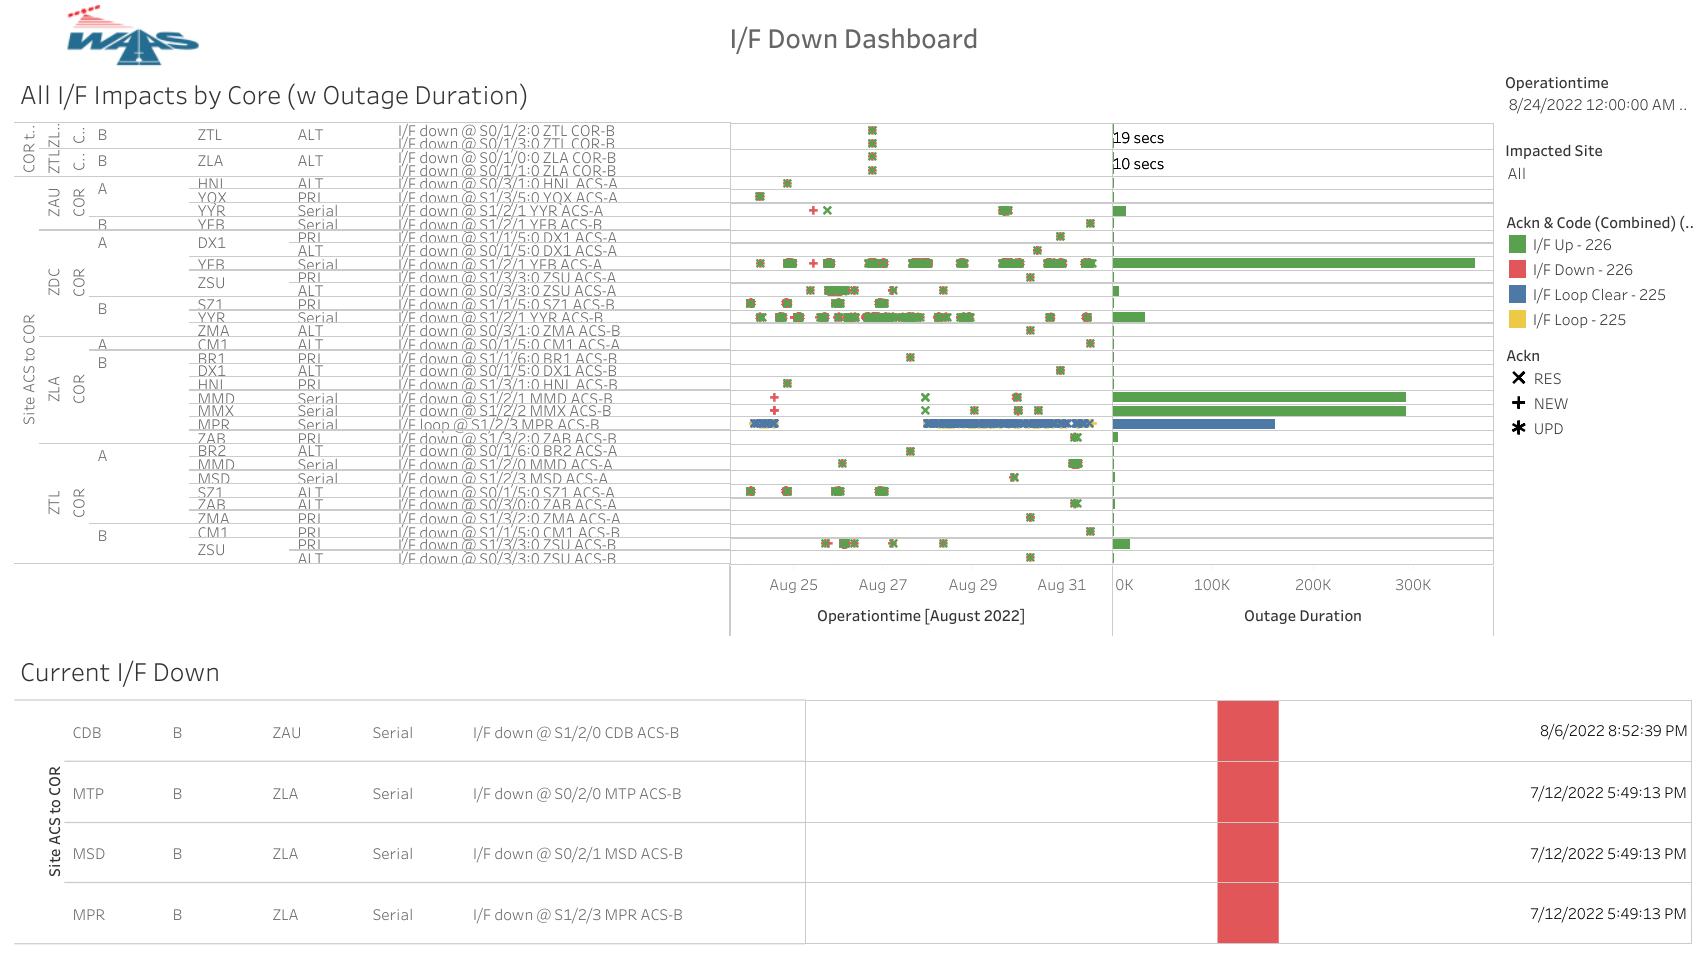 WAAS
I/F Down Dashboard
All I/F Impacts by Core (w Outage Duration)
COR t.. ZL.. C.. B ZTL ALT I/F down @ S0/1/2:0 ZTL COR-B
I/F down @ S0/1/3:0 ZTL COR-B
19 secs
ZTL C.. B ZLA ALT I/F down @ S0/1/0:0 ZLA COR-B
I/F down @ S0/1/1:0 ZLA COR-B
10 secs
Site ACS to COR
ZAU COR A HNL ALT I/F down @ S0/3/1:0 HNL ACS-A
YQX PRI I/F down @ S1/3/5:0 YQX ACS-A
YYR Serial I/F down @ S1/2/1 YYR ACS-A
B YFB Serial I/F down @ S1/2/1 YFB ACS-B
ZDC COR A DX1 PRI I/F down @ S1/1/5:0 DX1 ACS-A
ALT I/F down @ S0/1/5:0 DX1 ACS-A
YFB Serial I/F down @ S1/2/1 YFB ACS-A
ZSU PRI I/F down @ S1/3/3:0 ZSU ACS-A
ALT I/F down @ S0/3/3:0 ZSU ACS-A
B SZ1 PRI I/F down @ S1/1/5:0 SZ1 ACS-B
YYR Serial I/F down @ S1/2/1 YYR ACS-B
ZMA ALT I/F down @ S0/3/1:0 ZMA ACS-B
ZLA COR A CM1 ALT I/F down @ S0/1/5:0 CM1 ACS-A
B BR1 PRI I/F down @ S1/1/6:0 BR1 ACS-B
DX1 ALT I/F down @ S0/1/5:0 DX1 ACS-B
HNL PRI I/F down @ S1/3/1:0 HNL ACS-B
MMD Serial I/F down @ S1/2/1 MMD ACS-B
MMX Serial I/F down @ S1/2/2 MMX ACS-B
MPR Serial I/F loop @ S1/2/3 MPR ACS-B
ZAB PRI I/F down @ S1/3/2:0 ZAB ACS-B
ZTL COR A BR2 ALT I/F down @ S0/1/6:0 BR2 ACS-A
MMD Serial I/F down @ S1/2/0 MMD ACS-A
MSD Serial I/F down @ S1/2/3 MSD ACS-A
SZ1 ALT I/F down @ S0/1/5:0 SZ1 ACS-A
ZAB ALT I/F down @ S0/3/0:0 ZAB ACS-A
ZMA PRI I/F down @ S1/3/2:0 ZMA ACS-A
B CM1 PRI I/F down @ S1/1/5:0 CM1 ACS-B
ZSU PRI I/F down @ S1/3/3:0 ZSU ACS-B
ALT I/F down @ S0/3/3:0 ZSU ACS-B
Aug 25 Aug 27 Aug 29 Aug 31 0K 100K 200K 300K
Operationtime [August 2022] Outage Duration
Operationtime
8/24/2022 12:00:00 AM ..
Impacted Site
All
Ackn & Code (Combined) (..
I/F Up - 226
I/F Down - 226
I/F Loop Clear - 225
I/F Loop - 225
Ackn
RES
NEW
UPD
Current I/F Down
Site ACS to COR
CDB B ZAU Serial I/F down @ S1/2/0 CDB ACS-B 8/6/2022 8:52:39 PM
MTP B ZLA Serial I/F down @ S0/2/0 MTP ACS-B 7/12/2022 5:49:13 PM
MSD B ZLA Serial I/F down @ S0/2/1 MSD ACS-B 7/12/2022 5:49:13 PM
MPR B ZLA Serial I/F down @ S1/2/3 MPR ACS-B 7/12/2022 5:49:13 PM